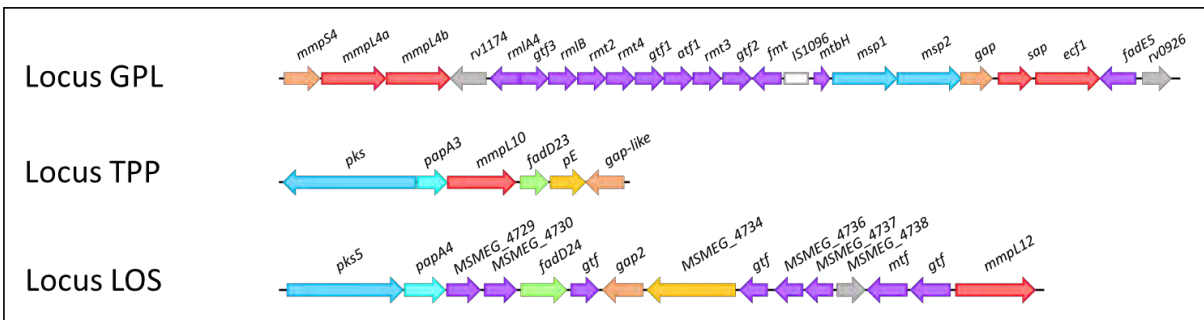 mmpS4 mmpL4a mmpL4b rv1174 rmlA4 gtf3 rmlB rmt2 rmt4 gtf1 atf1 rmt3 gtf2 fmt IS1096 mtbH msp1 msp2 gap sap ecf1 fadE5 rv0926
Locus GPL
pks papA3 mmpL10 fadD23 pE gap-like
Locus TPP
pks5 papA4 MSMEG_4729 MSMEG_4730 fadD24 gtf gap2 MSMEG_4734 gtf MSMEG_4736 MSMEG_4737 MSMEG_4738 mtf gtf mmpL12
Locus LOS